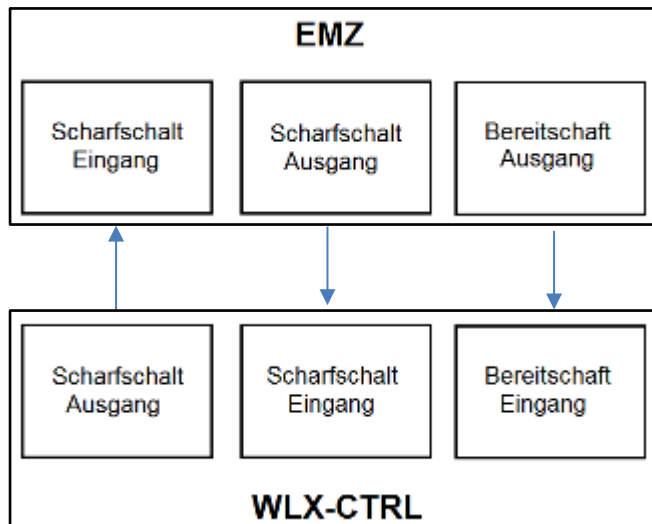 EMZ
Scharfschalt
Eingang
Scharfschalt
Ausgang
Bereitschaft
Ausgang
Scharfschalt
Ausgang
Scharfschalt
Eingang
Bereitschaft
Eingang
WLX-CTRL